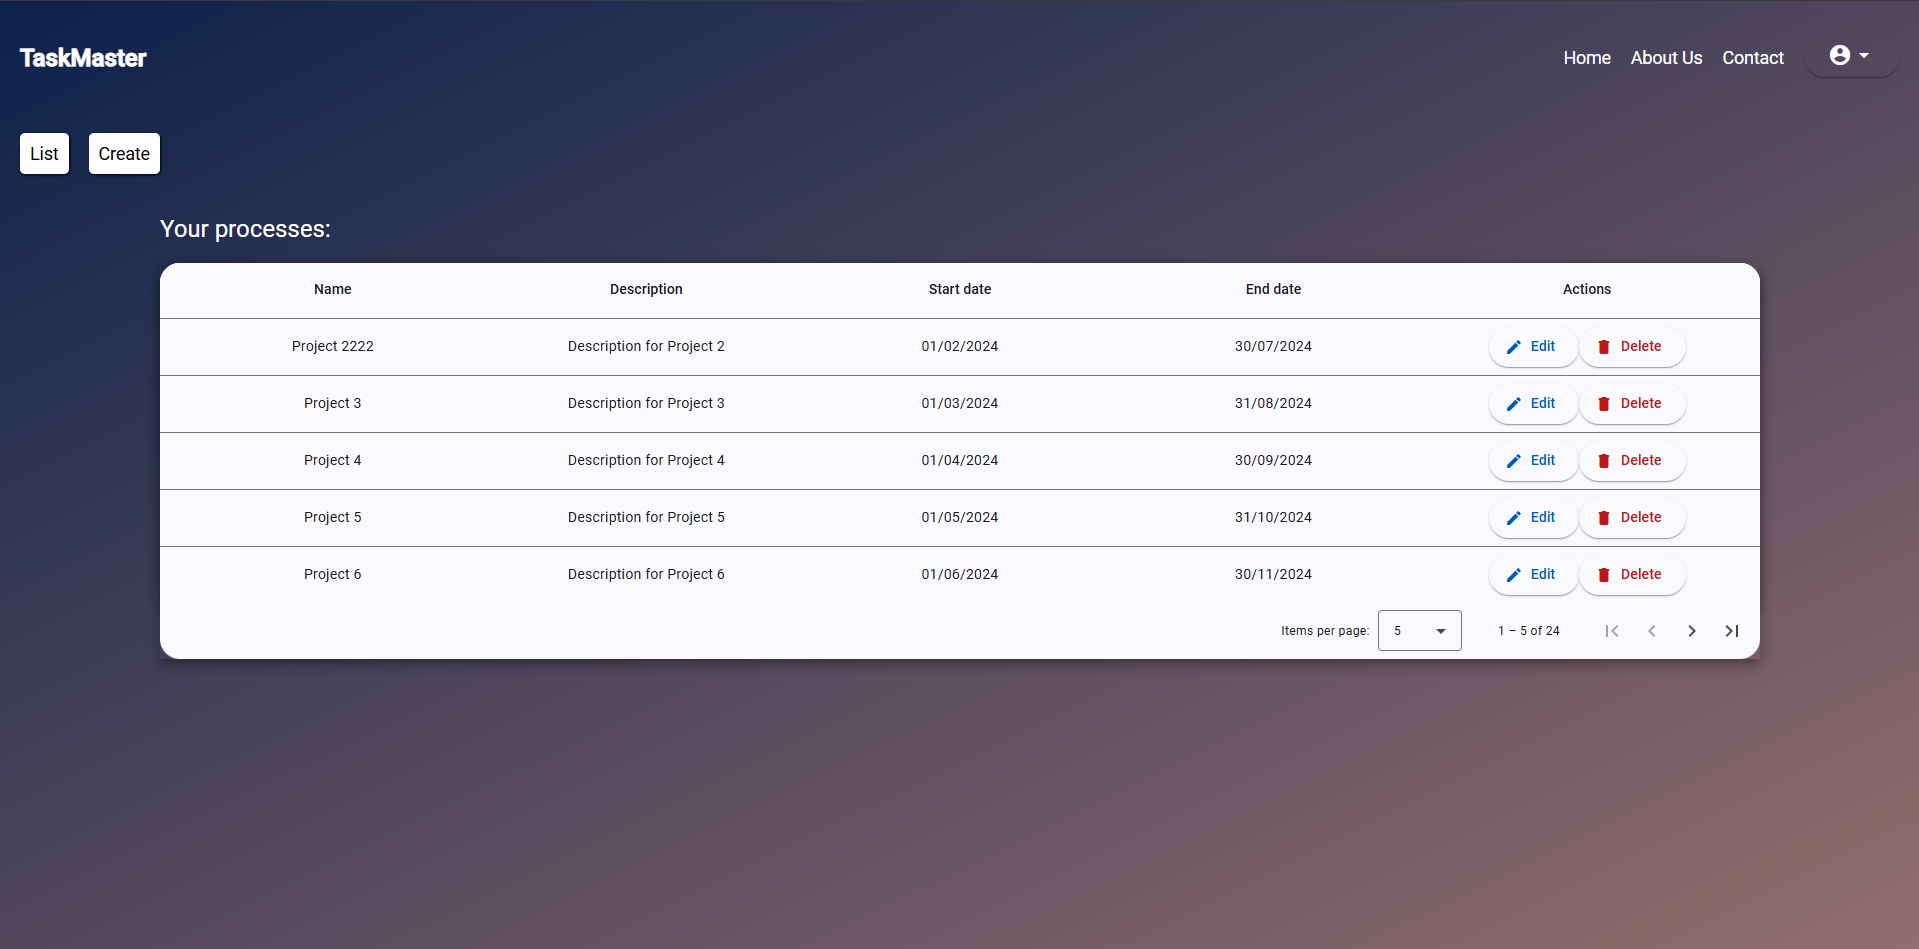 TaskMaster
Home About Us Contact
List Create
Your processes:
Name Description Start date End date Actions
Project 2222 Description for Project 2 01/02/2024 30/07/2024 Edit Delete
Project 3 Description for Project 3 01/03/2024 31/08/2024 Edit Delete
Project 4 Description for Project 4 01/04/2024 30/09/2024 Edit Delete
Project 5 Description for Project 5 01/05/2024 31/10/2024 Edit Delete
Project 6 Description for Project 6 01/06/2024 30/11/2024 Edit Delete
Items per page: 5 1 – 5 of 24